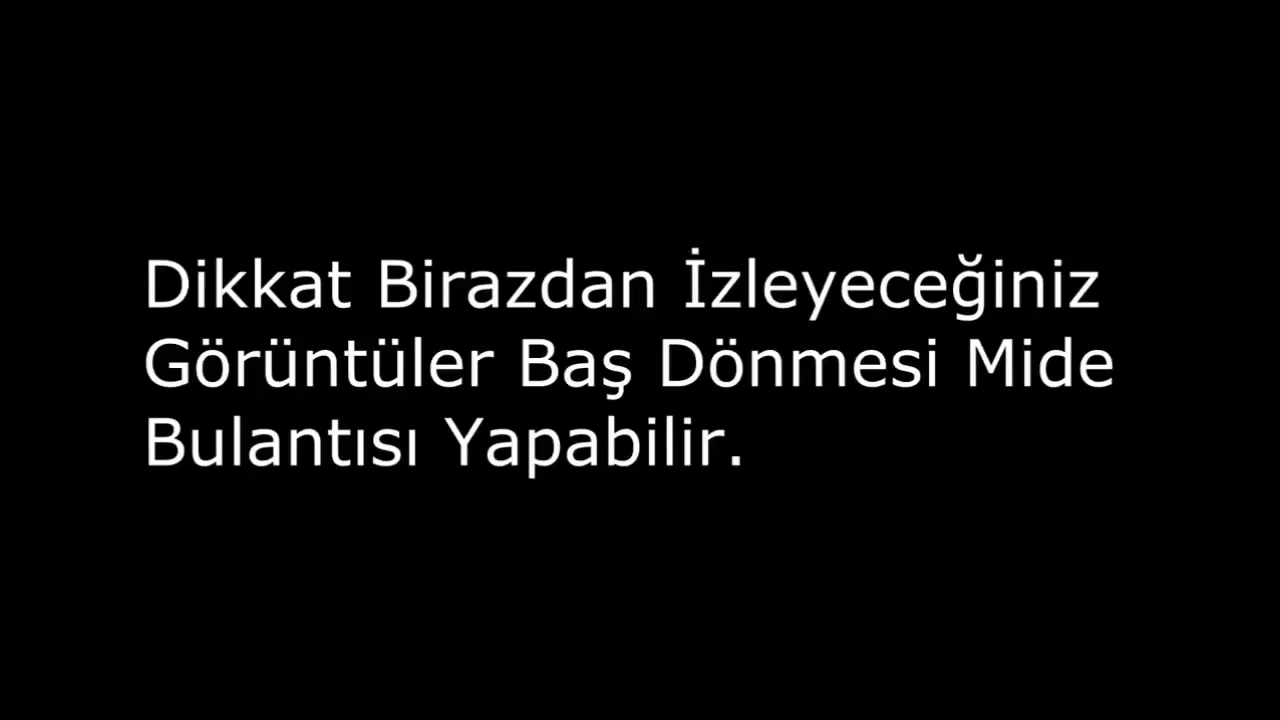 Dikkat Birazdan İzleyeceğiniz
Görüntüler Baş Dönmesi Mide
Bulantısı Yapabilir.